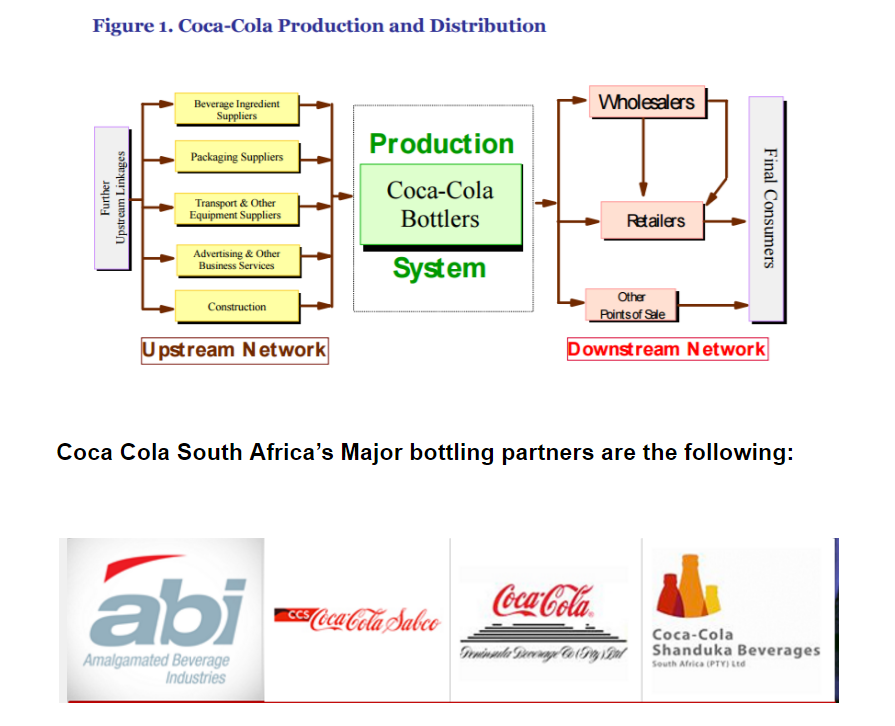 Figure 1. Coca-Cola Production and Distribution
Further
Upstream Linkages
Beverage Ingredient
Suppliers
Packaging Suppliers
Transport & Other
Equipment Suppliers
Advertising & Other
Business Services
Construction
Upstream Network
Production
Coca-Cola
Bottlers
System
Wholesalers
Retailers
Other
Points of Sale
Final Consumers
Downstream Network
Coca Cola South Africa’s Major bottling partners are the following:
abi
Amalgamated Beverage
Industries
CCS Coca-Cola Sabco
Coca-Cola
Peninsula Beverage Co (Pty) Ltd
Coca-Cola
Shanduka Beverages
South Africa (PTY) Ltd